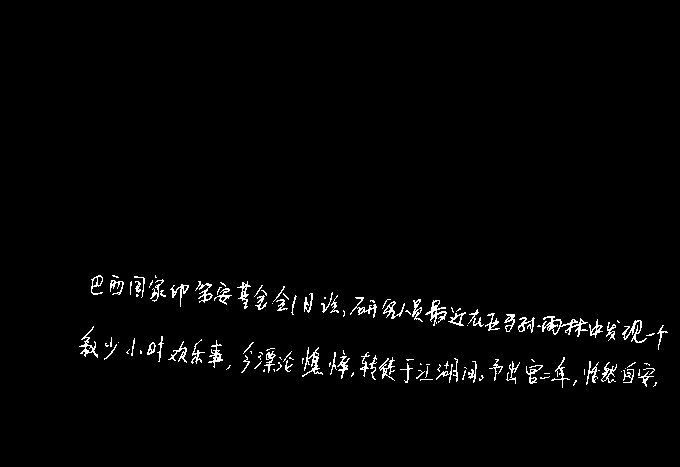 巴西国家印第安基金会1日说,研究人员最近在亚马孙雨林中发现一个
叙少小时欢乐事,今漂沦憔悴,转徙于江湖间。予出官二年,恬然自安,